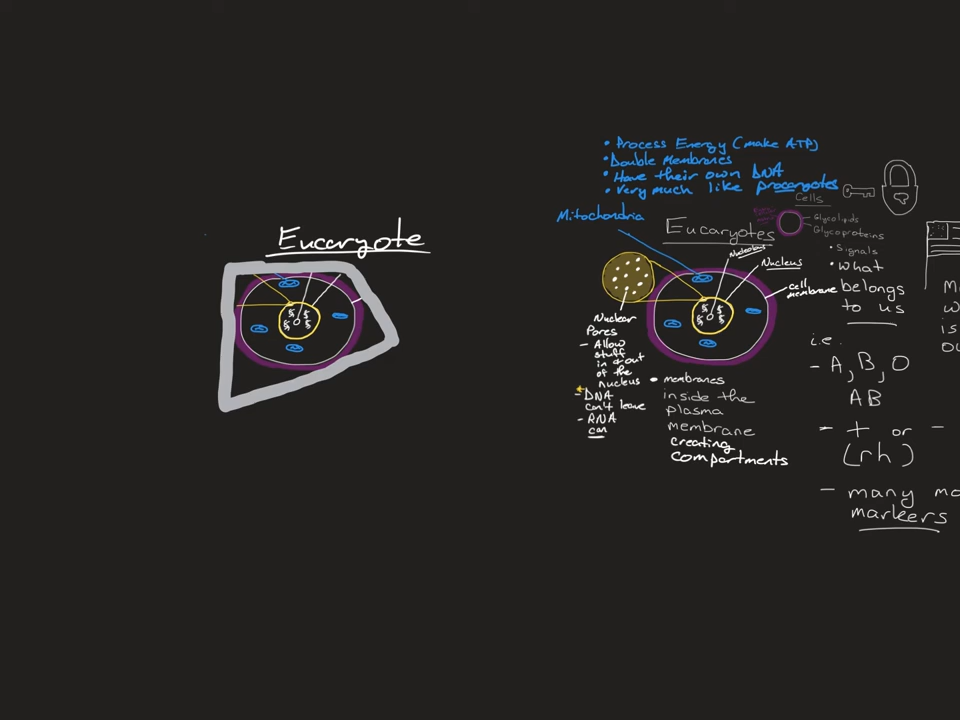 Eucaryote
• Process Energy (make ATP)
• Double Membranes
• Have their own DNA
• Very much like procaryotes
Mitochondria
Eucaryotes
Nucleolus
Nucleus
cell
membrane
Nuclear
Pores
- Allow
stuff
in + out
of the
nucleus
- DNA
can't leave
- RNA
can
• membranes
inside the
plasma
membrane
creating
compartments
Cells
Glycolipids
Glycoproteins
• Signals
• what
belongs
to us
i.e.
- A, B, O
AB
- + or -
(rh)
- many mo
markers
M
w
is